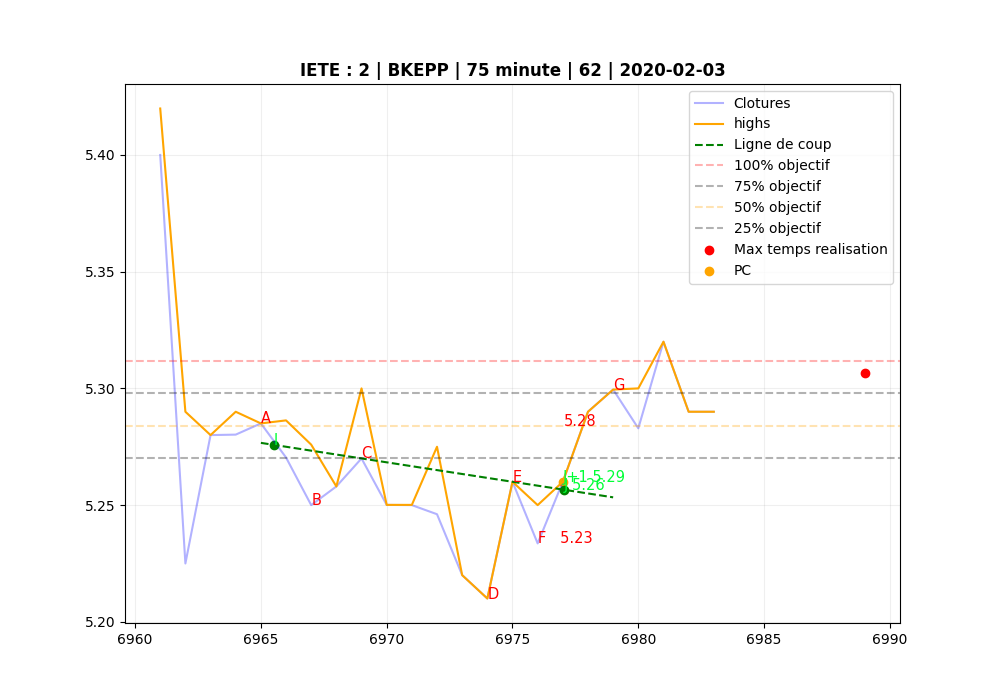 IETE : 2 | BKEPP | 75 minute | 62 | 2020-02-03
Clotures
highs
Ligne de coup
100% objectif
75% objectif
50% objectif
25% objectif
Max temps realisation
PC
5.40
5.35
5.30
5.25
5.20
A
B
C
D
E
F
5.23
G
5.28
J+1 5.29
5.26
6960 6965 6970 6975 6980 6985 6990